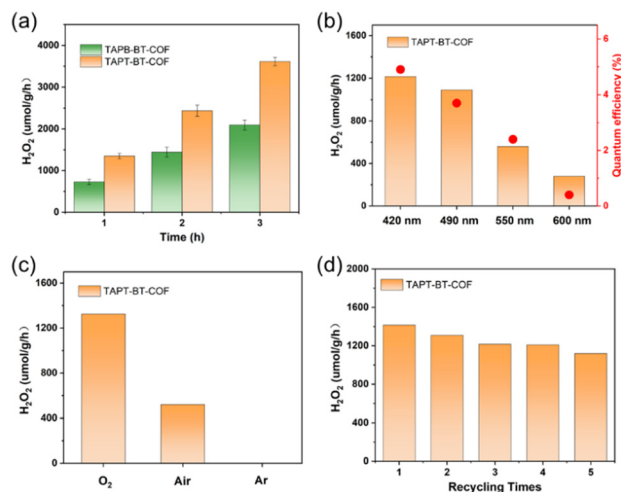 (a)
TAPB-BT-COF
TAPT-BT-COF
H₂O₂ (umol/g/h)
4000
3000
2000
1000
0
1 2 3
Time (h)
(b)
TAPT-BT-COF
H₂O₂ (umol/g/h)
1600
1200
800
400
0
6
4
2
0
Quantum efficiency (%)
420 nm 490 nm 550 nm 600 nm
(c)
TAPT-BT-COF
H₂O₂ (umol/g/h)
1600
1200
800
400
0
O₂ Air Ar
(d)
TAPT-BT-COF
H₂O₂ (umol/g/h)
2000
1600
1200
800
400
0
1 2 3 4 5
Recycling Times